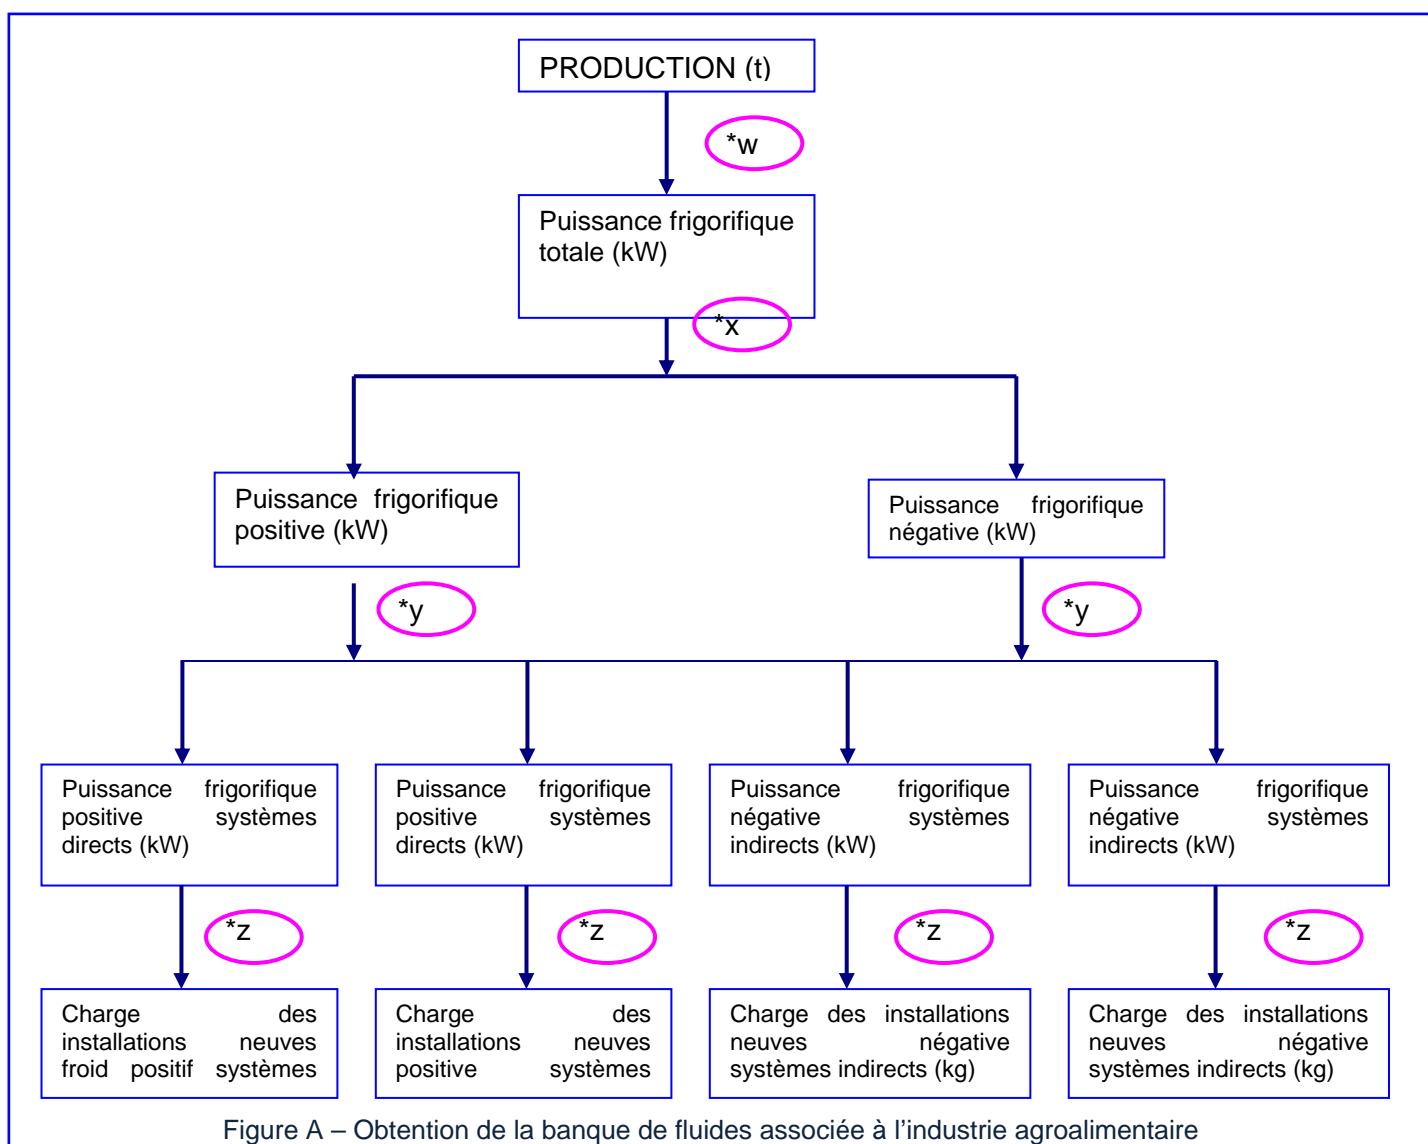 PRODUCTION (t)
*w
Puissance frigorifique
totale (kW)
*x
Puissance frigorifique
positive (kW)
Puissance frigorifique
négative (kW)
*y
*y
Puissance frigorifique
positive systèmes
directs (kW)
Puissance frigorifique
positive systèmes
directs (kW)
Puissance frigorifique
négative systèmes
indirects (kW)
Puissance frigorifique
négative systèmes
indirects (kW)
*z
*z
*z
*z
Charge des
installations neuves
froid positif systèmes
Charge des
installations neuves
positive systèmes
Charge des installations
neuves négative
systèmes indirects (kg)
Charge des installations
neuves négative
systèmes indirects (kg)
Figure A – Obtention de la banque de fluides associée à l'industrie agroalimentaire